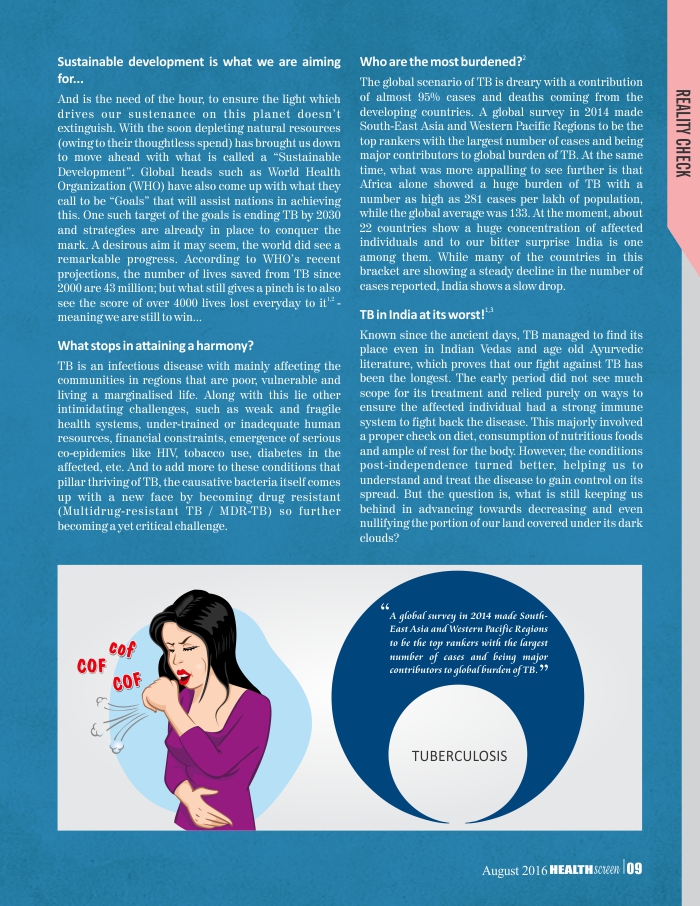 Sustainable development is what we are aiming
for...
And is the need of the hour, to ensure the light which
drives our sustenance on this planet doesn't
extinguish. With the soon depleting natural resources
(owing to their thoughtless spend) has brought us down
to move ahead with what is called a “Sustainable
Development”. Global heads such as World Health
Organization (WHO) have also come up with what they
call to be “Goals” that will assist nations in achieving
this. One such target of the goals is ending TB by 2030
and strategies are already in place to conquer the
mark. A desirous aim it may seem, the world did see a
remarkable progress. According to WHO's recent
projections, the number of lives saved from TB since
2000 are 43 million; but what still gives a pinch is to also
see the score of over 4000 lives lost everyday to it1,2 -
meaning we are still to win...
What stops in attaining a harmony?
TB is an infectious disease with mainly affecting the
communities in regions that are poor, vulnerable and
living a marginalised life. Along with this lie other
intimidating challenges, such as weak and fragile
health systems, under-trained or inadequate human
resources, financial constraints, emergence of serious
co-epidemics like HIV, tobacco use, diabetes in the
affected, etc. And to add more to these conditions that
pillar thriving of TB, the causative bacteria itself comes
up with a new face by becoming drug resistant
(Multidrug-resistant TB / MDR-TB) so further
becoming a yet critical challenge.
Who are the most burdened?2
The global scenario of TB is dreary with a contribution
of almost 95% cases and deaths coming from the
developing countries. A global survey in 2014 made
South-East Asia and Western Pacific Regions to be the
top rankers with the largest number of cases and being
major contributors to global burden of TB. At the same
time, what was more appalling to see further is that
Africa alone showed a huge burden of TB with a
number as high as 281 cases per lakh of population,
while the global average was 133. At the moment, about
22 countries show a huge concentration of affected
individuals and to our bitter surprise India is one
among them. While many of the countries in this
bracket are showing a steady decline in the number of
cases reported, India shows a slow drop.
TB in India at its worst!1,3
Known since the ancient days, TB managed to find its
place even in Indian Vedas and age old Ayurvedic
literature, which proves that our fight against TB has
been the longest. The early period did not see much
scope for its treatment and relied purely on ways to
ensure the affected individual had a strong immune
system to fight back the disease. This majorly involved
a proper check on diet, consumption of nutritious foods
and ample of rest for the body. However, the conditions
post-independence turned better, helping us to
understand and treat the disease to gain control on its
spread. But the question is, what is still keeping us
behind in advancing towards decreasing and even
nullifying the portion of our land covered under its dark
clouds?
REALITY CHECK
cof
COF
COF
“A global survey in 2014 made South-
East Asia and Western Pacific Regions
to be the top rankers with the largest
number of cases and being major
contributors to global burden of TB.”
TUBERCULOSIS
August 2016 HEALTH screen | 09